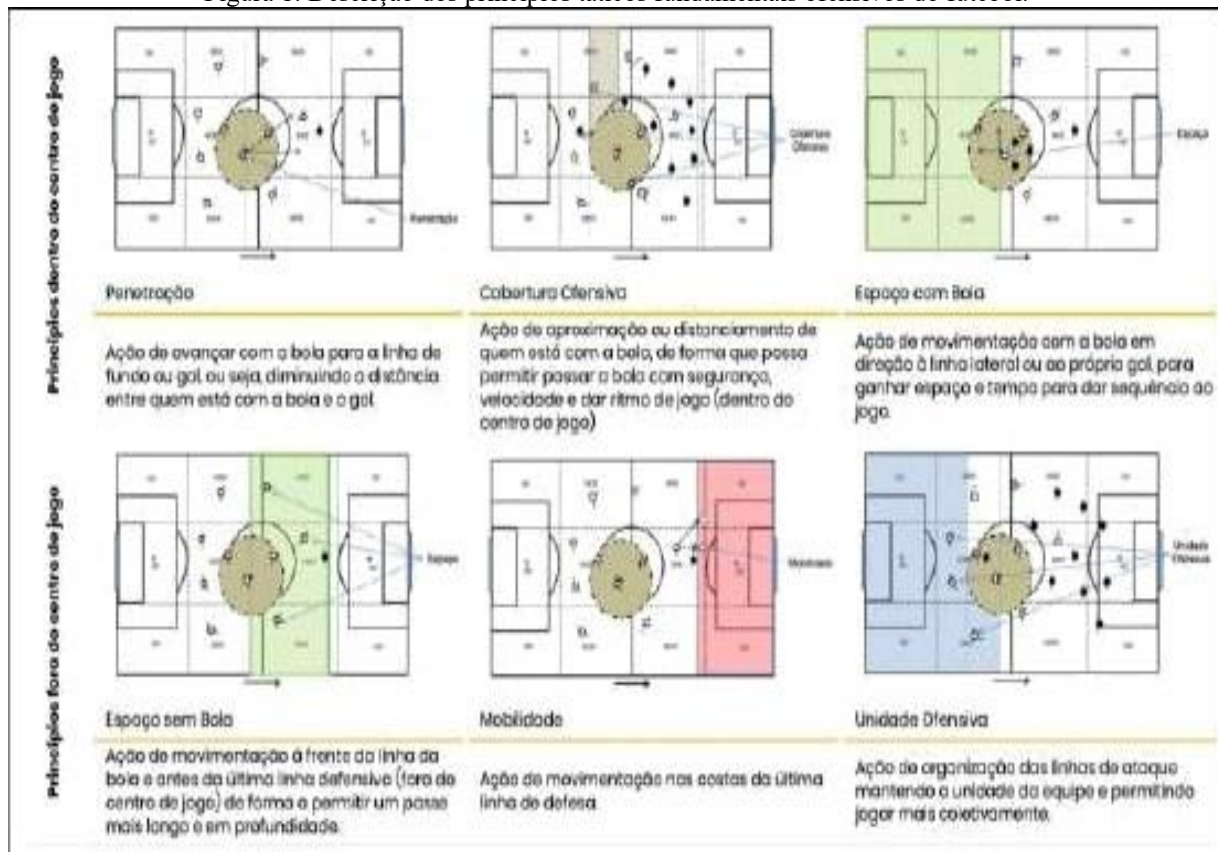 Princípios dentro do centro de jogo
Penetração
Cobertura
Ofensiva
Espaço
Penetração
Ação de avançar com a bola para a linha de
fundo ou gol, ou seja, diminuindo a distância
entre quem está com a bola e o gol.
Cobertura Ofensiva
Ação de aproximação ou distanciamento de
quem está com a bola, de forma que possa
permitir passar a bola com segurança,
velocidade e dar ritmo de jogo (dentro do
centro de jogo)
Espaço com Bola
Ação de movimentação com a bola em
direção à linha lateral ou ao próprio gol, para
ganhar espaço e tempo para dar sequência ao
jogo.
Princípios fora do centro de jogo
Espaço
Mobilidade
Unidade
Ofensiva
Espaço sem Bola
Ação de movimentação à frente da linha da
bola e antes da última linha defensiva (fora do
centro de jogo) de forma a permitir um passe
mais longo e em profundidade.
Mobilidade
Ação de movimentação nas costas da última
linha de defesa
Unidade Ofensiva
Ação de organização das linhas de ataque
mantendo a unidade da equipe e permitindo
jogar mais coletivamente.